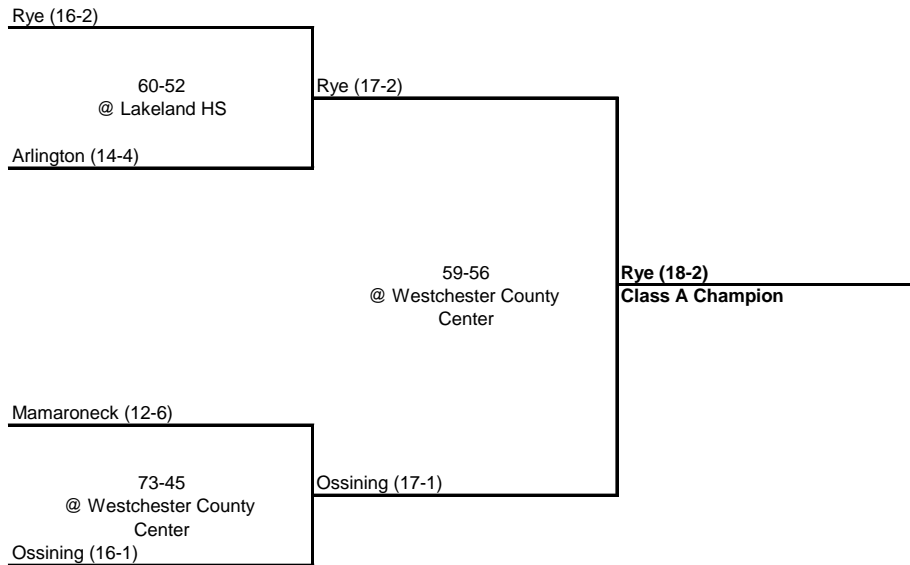 Rye (16-2)
60-52
@ Lakeland HS
Rye (17-2)
Arlington (14-4)
59-56
@ Westchester County
Center
Rye (18-2)
Class A Champion
Mamaroneck (12-6)
73-45
@ Westchester County
Center
Ossining (17-1)
Ossining (16-1)